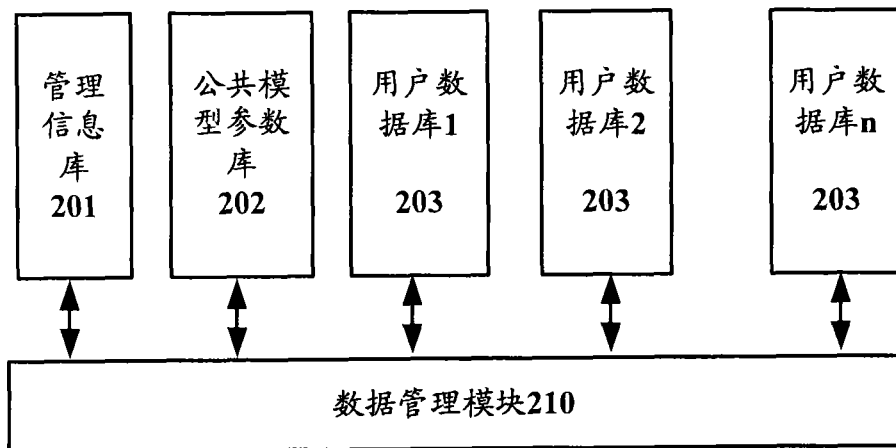 管理
信息
库
201
公共模
型参数
库
202
用户数
据库1
203
用户数
据库2
203
用户数
据库n
203
数据管理模块210